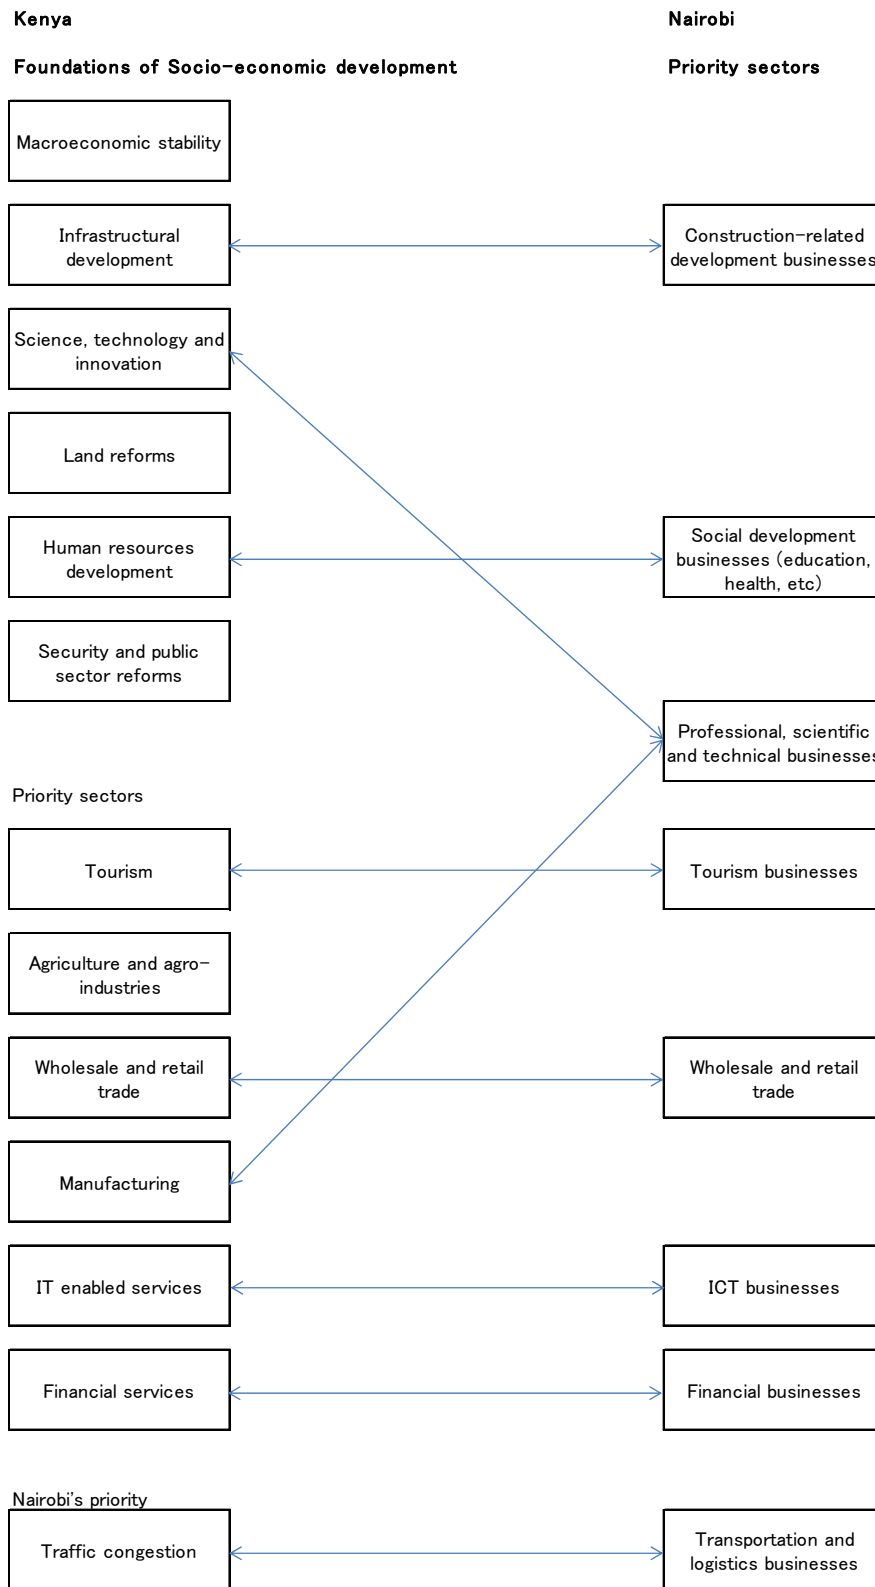 Kenya
Nairobi
Foundations of Socio-economic development
Priority sectors
Macroeconomic stability
Infrastructural
development
Construction-related
development businesses
Science, technology and
innovation
Land reforms
Human resources
development
Social development
businesses (education,
health, etc)
Security and public
sector reforms
Professional, scientific
and technical businesses
Priority sectors
Tourism
Tourism businesses
Agriculture and agro-
industries
Wholesale and retail
trade
Wholesale and retail
trade
Manufacturing
IT enabled services
ICT businesses
Financial services
Financial businesses
Nairobi's priority
Traffic congestion
Transportation and
logistics businesses